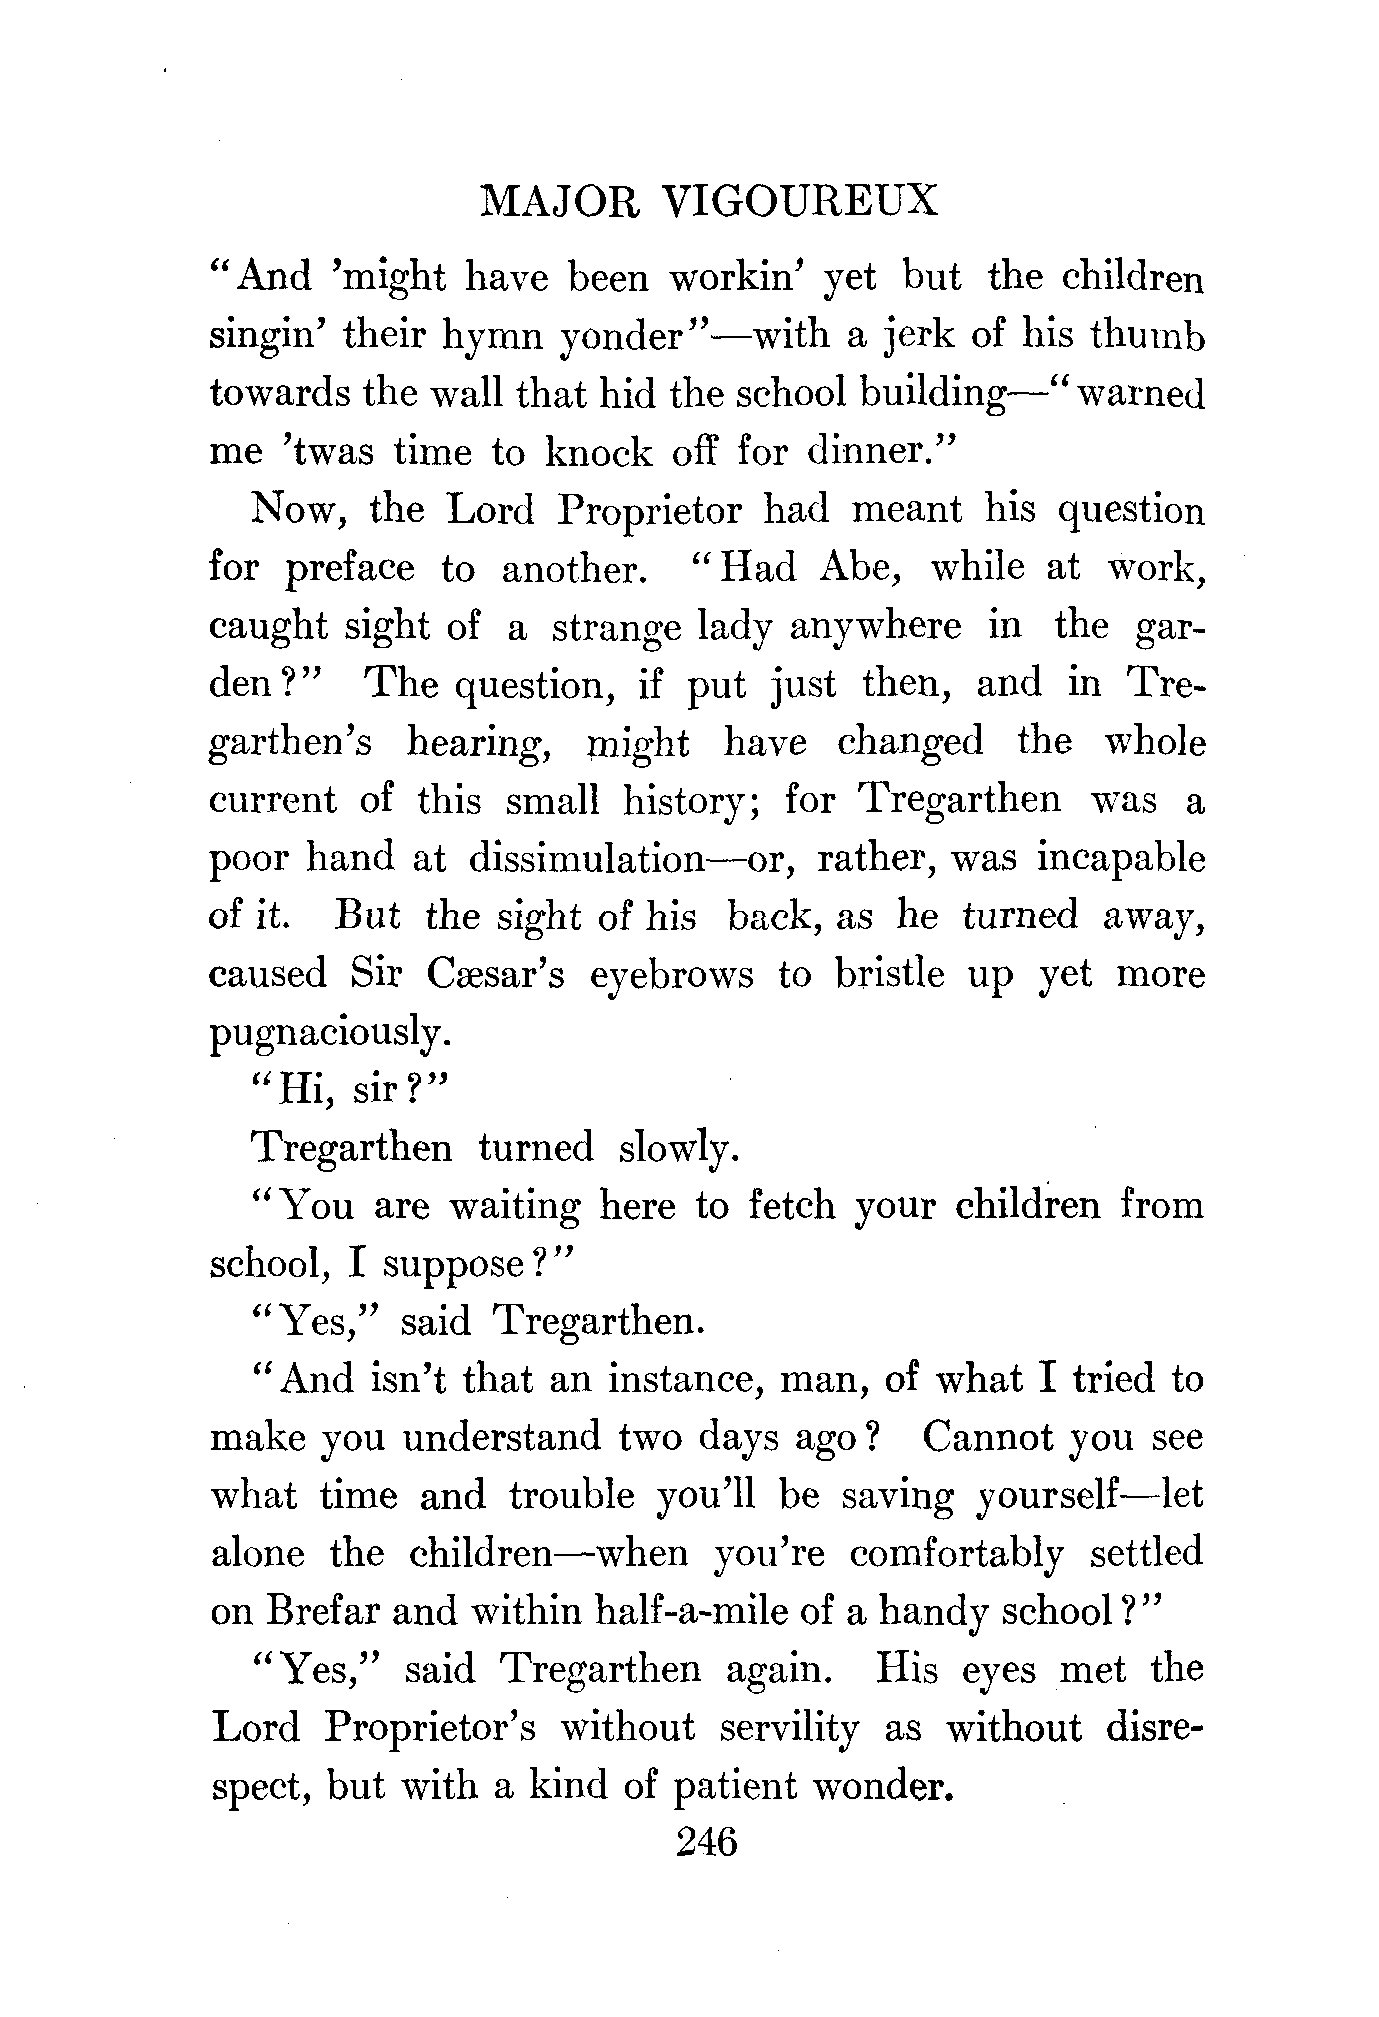 MAJOR VIGOUREUX
“And ’might have been workin’ yet but the children
singin’ their hymn yonder”—with a jerk of his thumb
towards the wall that hid the school building—“warned
me ’twas time to knock off for dinner.”
Now, the Lord Proprietor had meant his question
for preface to another. “Had Abe, while at work,
caught sight of a strange lady anywhere in the gar-
den?” The question, if put just then, and in Tre-
garthen’s hearing, might have changed the whole
current of this small history; for Tregarthen was a
poor hand at dissimulation—or, rather, was incapable
of it. But the sight of his back, as he turned away,
caused Sir Cæsar’s eyebrows to bristle up yet more
pugnaciously.
“Hi, sir?”
Tregarthen turned slowly.
“You are waiting here to fetch your children from
school, I suppose?”
“Yes,” said Tregarthen.
“And isn’t that an instance, man, of what I tried to
make you understand two days ago? Cannot you see
what time and trouble you’ll be saving yourself—let
alone the children—when you’re comfortably settled
on Brefar and within half-a-mile of a handy school?”
“Yes,” said Tregarthen again. His eyes met the
Lord Proprietor’s without servility as without disre-
spect, but with a kind of patient wonder.
246